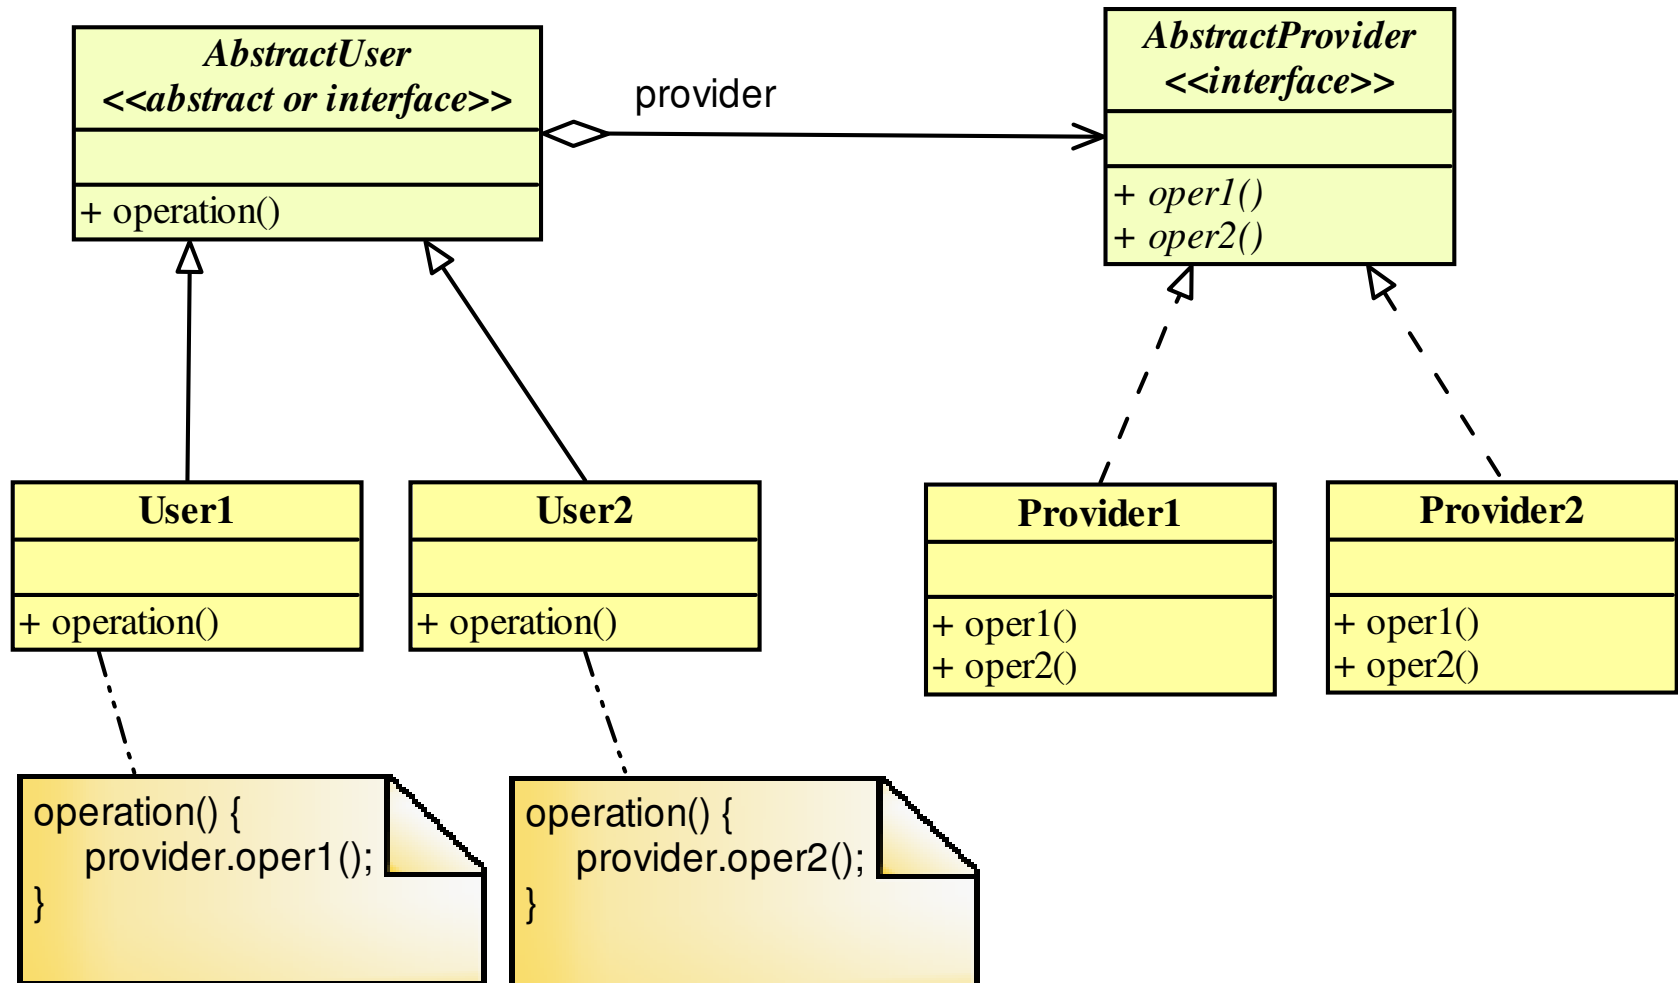 AbstractUser
<<abstract or interface>>
+ operation()
provider
AbstractProvider
<<interface>>
+ oper1()
+ oper2()
User1
+ operation()
User2
+ operation()
Provider1
+ oper1()
+ oper2()
Provider2
+ oper1()
+ oper2()
operation() {
provider.oper1();
}
operation() {
provider.oper2();
}